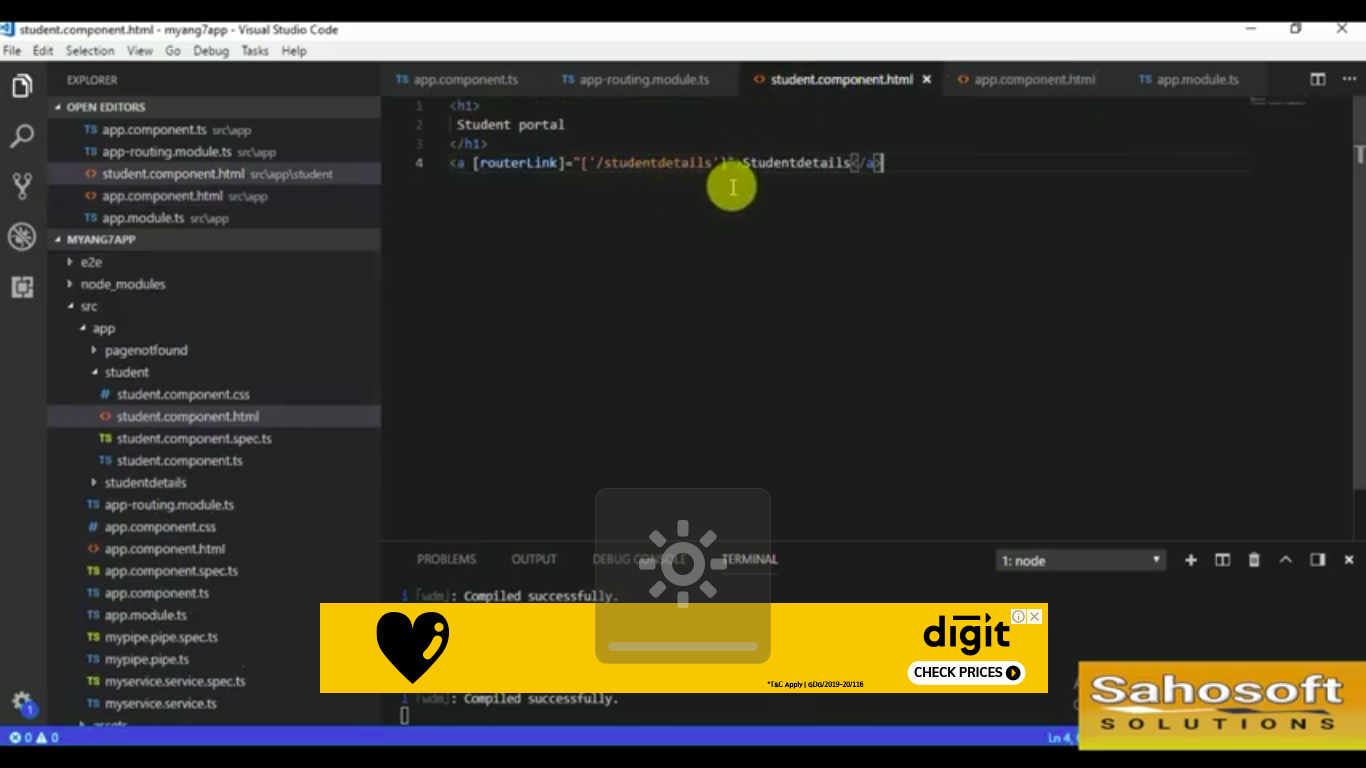 student.component.html - myang7app - Visual Studio Code
File Edit Selection View Go Debug Tasks Help
EXPLORER
OPEN EDITORS
TS app.component.ts src\app
TS app-routing.module.ts src\app
<> student.component.html src\app\student
<> app.component.html src\app
TS app.module.ts src\app
MYANG7APP
e2e
node_modules
src
app
pagenotfound
student
# student.component.css
<> student.component.html
TS student.component.spec.ts
TS student.component.ts
studentdetails
TS app-routing.module.ts
# app.component.css
<> app.component.html
TS app.component.spec.ts
TS app.component.ts
TS app.module.ts
TS mypipe.pipe.spec.ts
TS mypipe.pipe.ts
TS myservice.service.spec.ts
TS myservice.service.ts
assets
TS app.component.ts TS app-routing.module.ts <> student.component.html × <> app.component.html TS app.module.ts
1 <h1>
2 Student portal
3 </h1>
4 <a [routerLink]="['/studentdetails']">Studentdetails</a>
PROBLEMS OUTPUT DEBUG CONSOLE TERMINAL 1: node
i ｢wdm｣: Compiled successfully.
digit
CHECK PRICES
*T&C Apply | GDG/2019-20/116
i ｢wdm｣: Compiled successfully.
Sahosoft
SOLUTIONS
1
0 0
Ln 4,